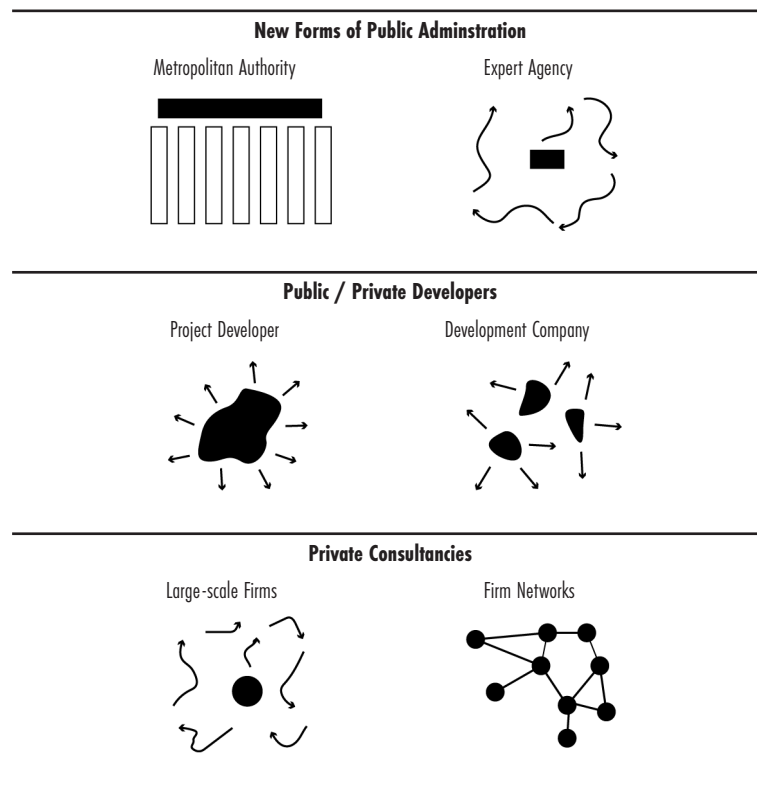 New Forms of Public Adminstration
Metropolitan Authority
Expert Agency
Public / Private Developers
Project Developer
Development Company
Private Consultancies
Large-scale Firms
Firm Networks